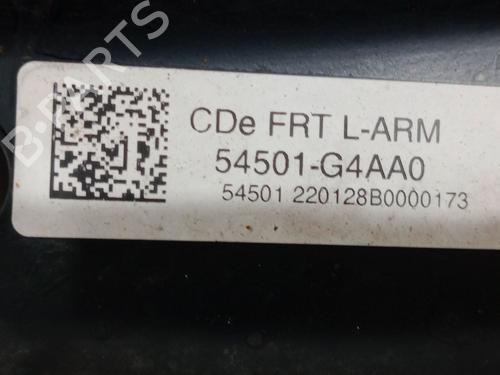 B-PARTS
CDe FRT L-ARM
54501-G4AA0
54501 220128B0000173